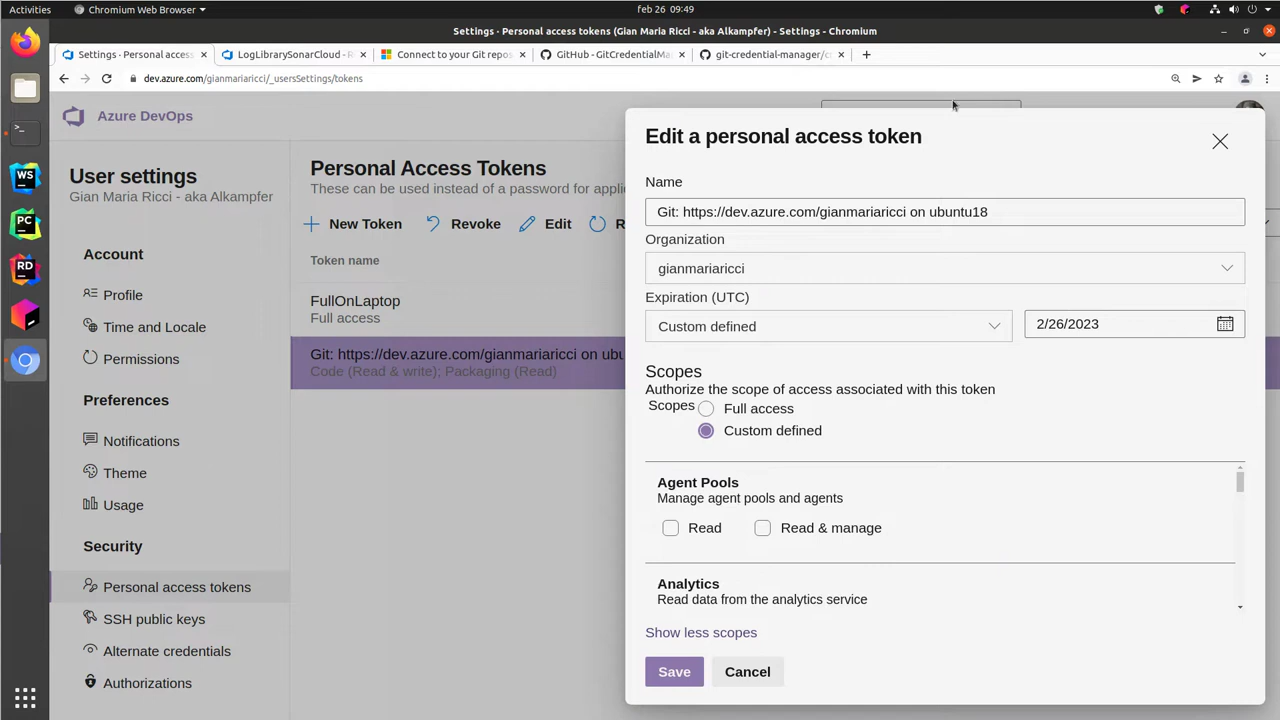 Activities
Chromium Web Browser
feb 26 09:49
Settings · Personal access tokens (Gian Maria Ricci - aka Alkampfer) - Settings - Chromium
Settings · Personal access
LogLibrarySonarCloud - R
Connect to your Git repos
GitHub - GitCredentialMa
git-credential-manager/c
dev.azure.com/gianmariaricci/_usersSettings/tokens
Azure DevOps
User settings
Gian Maria Ricci - aka Alkampfer
Account
Profile
Time and Locale
Permissions
Preferences
Notifications
Theme
Usage
Security
Personal access tokens
SSH public keys
Alternate credentials
Authorizations
Personal Access Tokens
These can be used instead of a password for applic
New Token
Revoke
Edit
R
Token name
FullOnLaptop
Full access
Git: https://dev.azure.com/gianmariaricci on ubu
Code (Read & write); Packaging (Read)
Edit a personal access token
Name
Git: https://dev.azure.com/gianmariaricci on ubuntu18
Organization
gianmariaricci
Expiration (UTC)
Custom defined
2/26/2023
Scopes
Authorize the scope of access associated with this token
Scopes
Full access
Custom defined
Agent Pools
Manage agent pools and agents
Read
Read & manage
Analytics
Read data from the analytics service
Show less scopes
Save
Cancel
WS
PC
RD